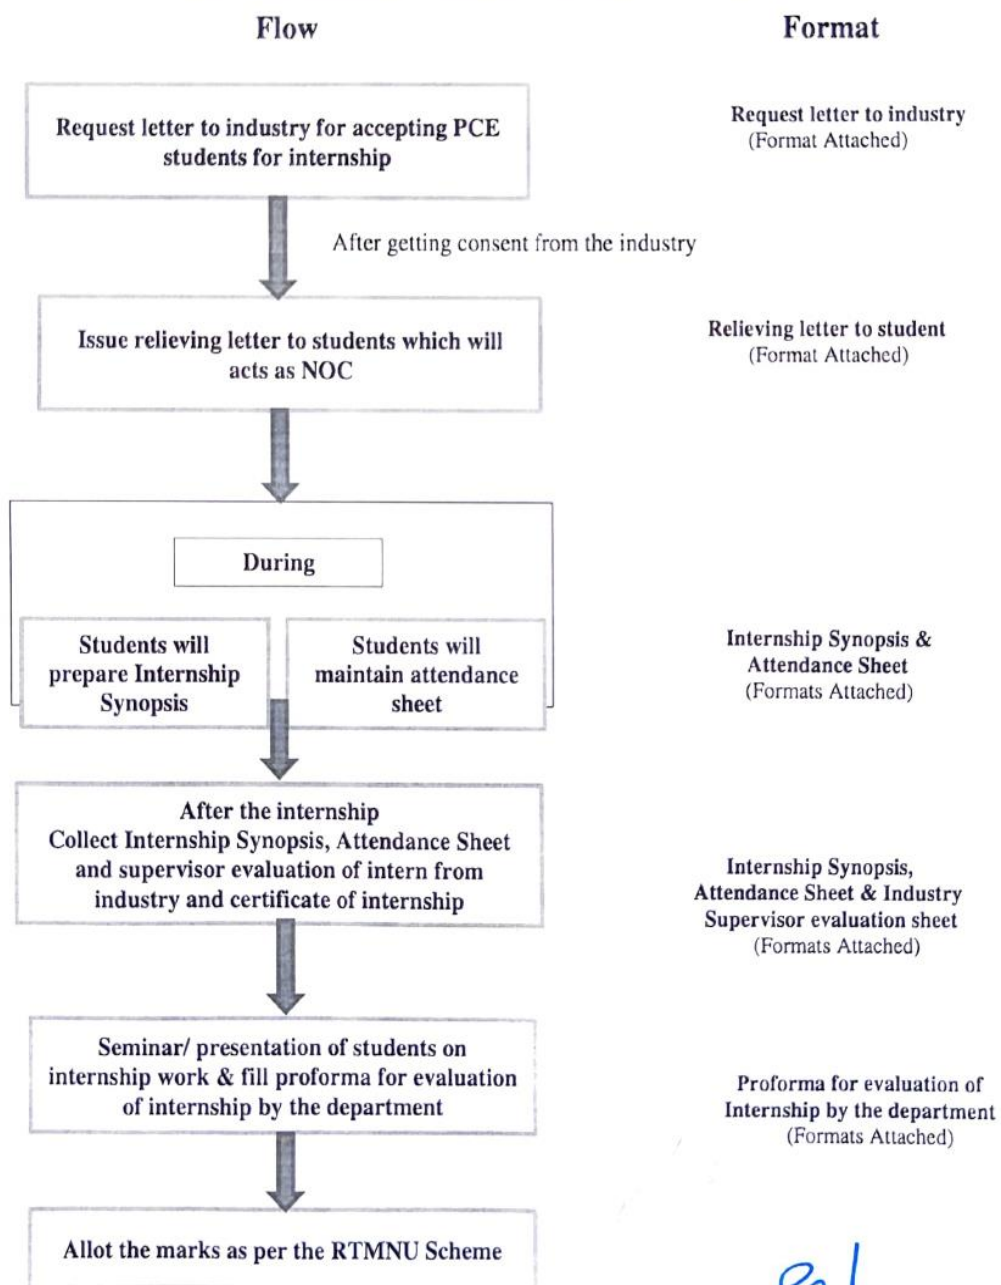 Flow
Format
Request letter to industry for accepting PCE
students for internship
Request letter to industry
(Format Attached)
After getting consent from the industry
Issue relieving letter to students which will
acts as NOC
Relieving letter to student
(Format Attached)
During
Students will
prepare Internship
Synopsis
Students will
maintain attendance
sheet
Internship Synopsis &
Attendance Sheet
(Formats Attached)
After the internship
Collect Internship Synopsis, Attendance Sheet
and supervisor evaluation of intern from
industry and certificate of internship
Internship Synopsis,
Attendance Sheet & Industry
Supervisor evaluation sheet
(Formats Attached)
Seminar/ presentation of students on
internship work & fill proforma for evaluation
of internship by the department
Proforma for evaluation of
Internship by the department
(Formats Attached)
Allot the marks as per the RTMNU Scheme